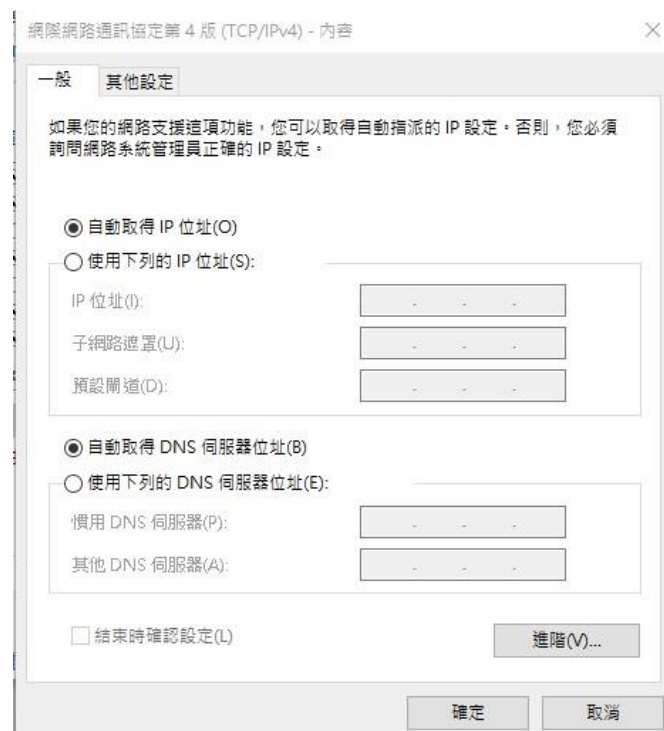 網際網路通訊協定第 4 版 (TCP/IPv4) - 內容
一般
其他設定
如果您的網路支援這項功能，您可以取得自動指派的 IP 設定。否則，您必須
詢問網路系統管理員正確的 IP 設定。
自動取得 IP 位址(O)
使用下列的 IP 位址(S):
IP 位址(I):
子網路遮罩(U):
預設閘道(D):
自動取得 DNS 伺服器位址(B)
使用下列的 DNS 伺服器位址(E):
慣用 DNS 伺服器(P):
其他 DNS 伺服器(A):
結束時確認設定(L)
進階(V)...
確定
取消